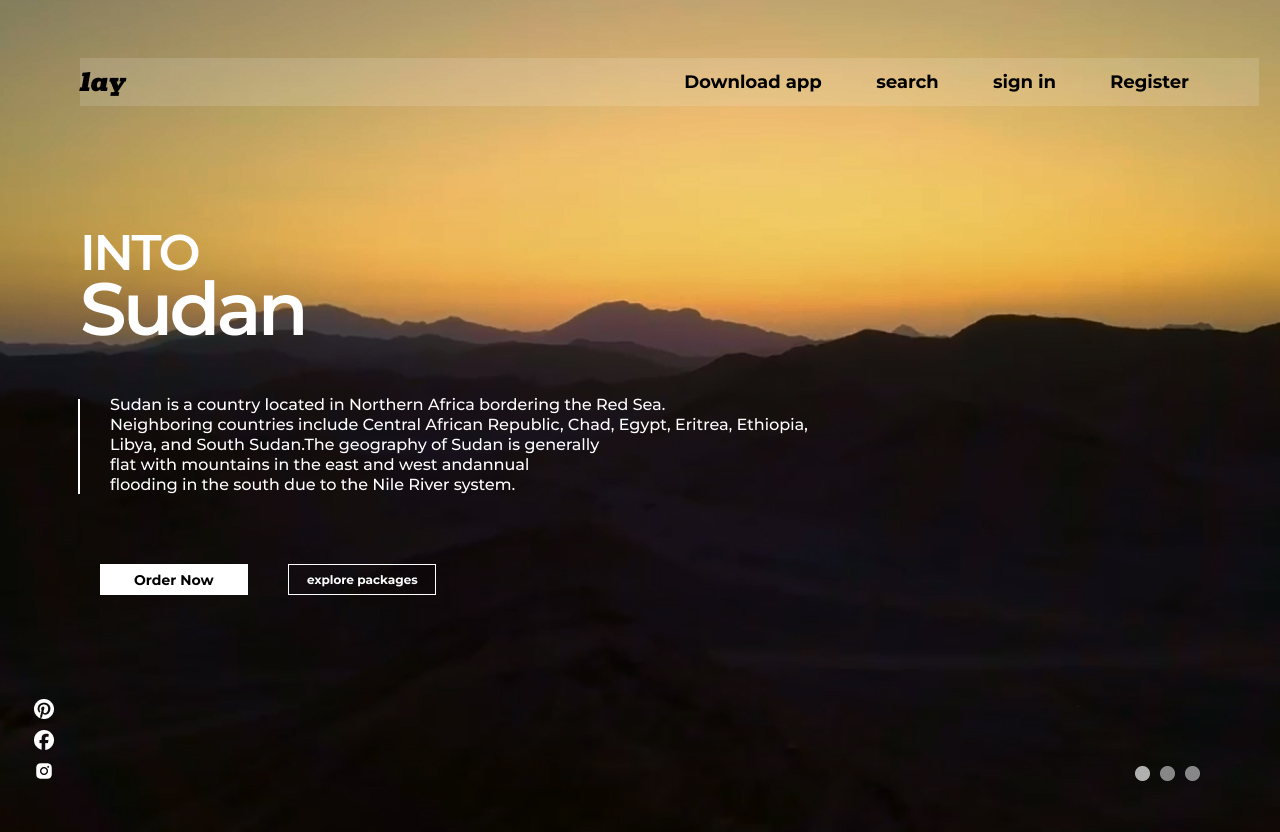 lay
Download app
search
sign in
Register
INTO
Sudan
Sudan is a country located in Northern Africa bordering the Red Sea.
Neighboring countries include Central African Republic, Chad, Egypt, Eritrea, Ethiopia,
Libya, and South Sudan.The geography of Sudan is generally
flat with mountains in the east and west andannual
flooding in the south due to the Nile River system.
Order Now
explore packages